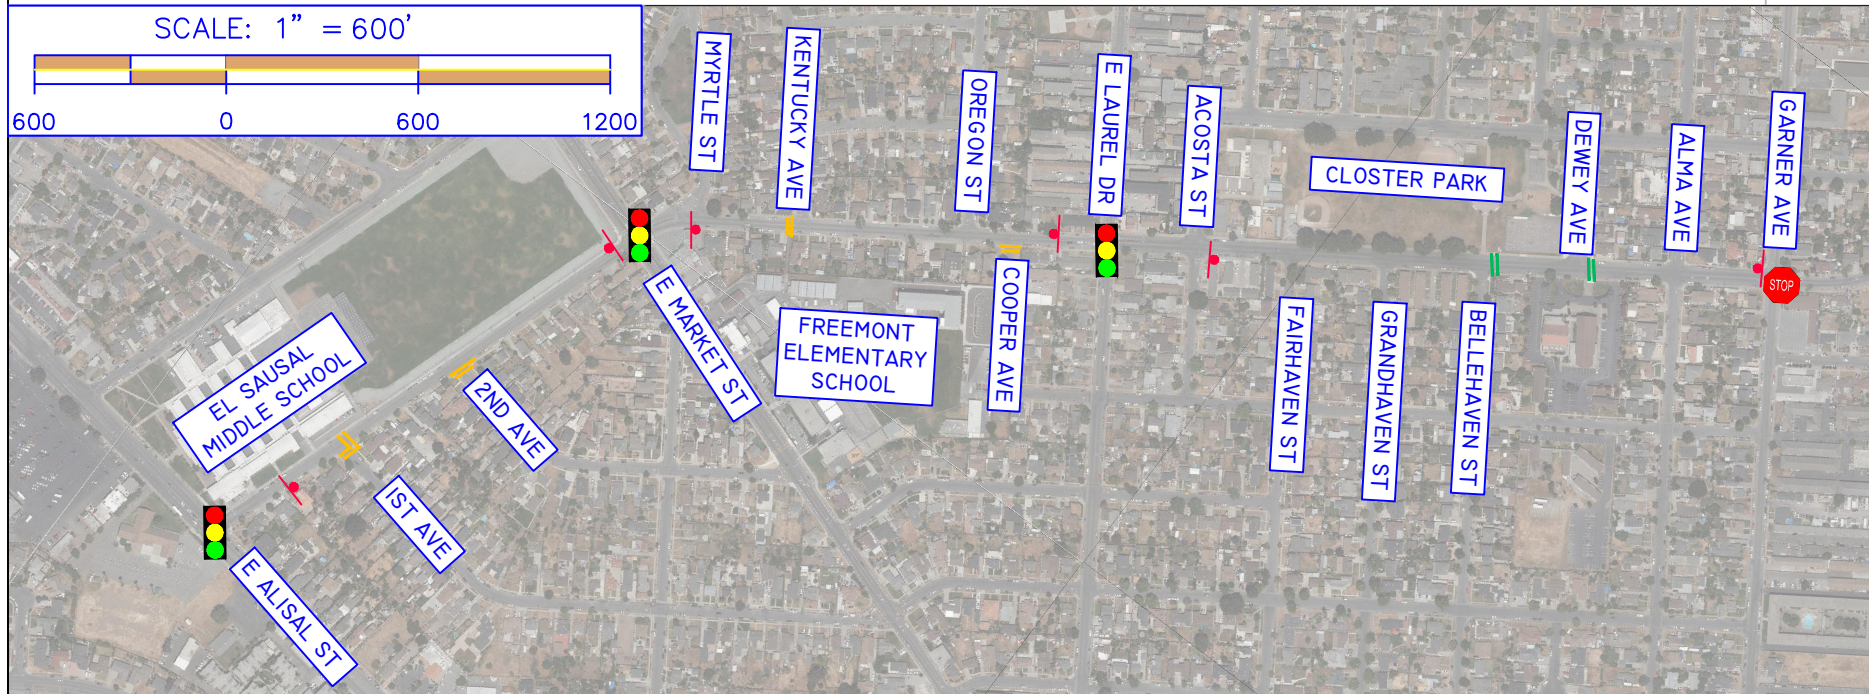 SCALE: 1" = 600'
600 0 600 1200
MYRTLE ST
KENTUCKY AVE
OREGON ST
E LAUREL DR
ACOSTA ST
CLOSTER PARK
DEWEY AVE
ALMA AVE
GARNER AVE
STOP
EL SAUSAL
MIDDLE SCHOOL
2ND AVE
1ST AVE
E ALISAL ST
E MARKET ST
FREEMONT
ELEMENTARY
SCHOOL
COOPER AVE
FAIRHAVEN ST
GRANDHAVEN ST
BELLEHAVEN ST